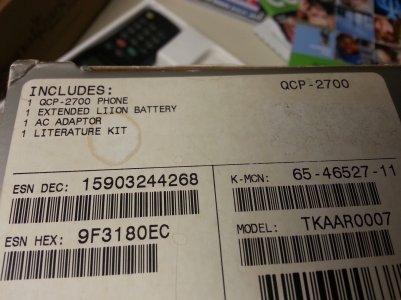 INCLUDES:
1 QCP-2700 PHONE
1 EXTENDED LIION BATTERY
1 AC ADAPTOR
1 LITERATURE KIT
QCP-2700
ESN DEC: 15903244268
K-MCN: 65-46527-11
ESN HEX: 9F3180EC
MODEL: TKAAR0007